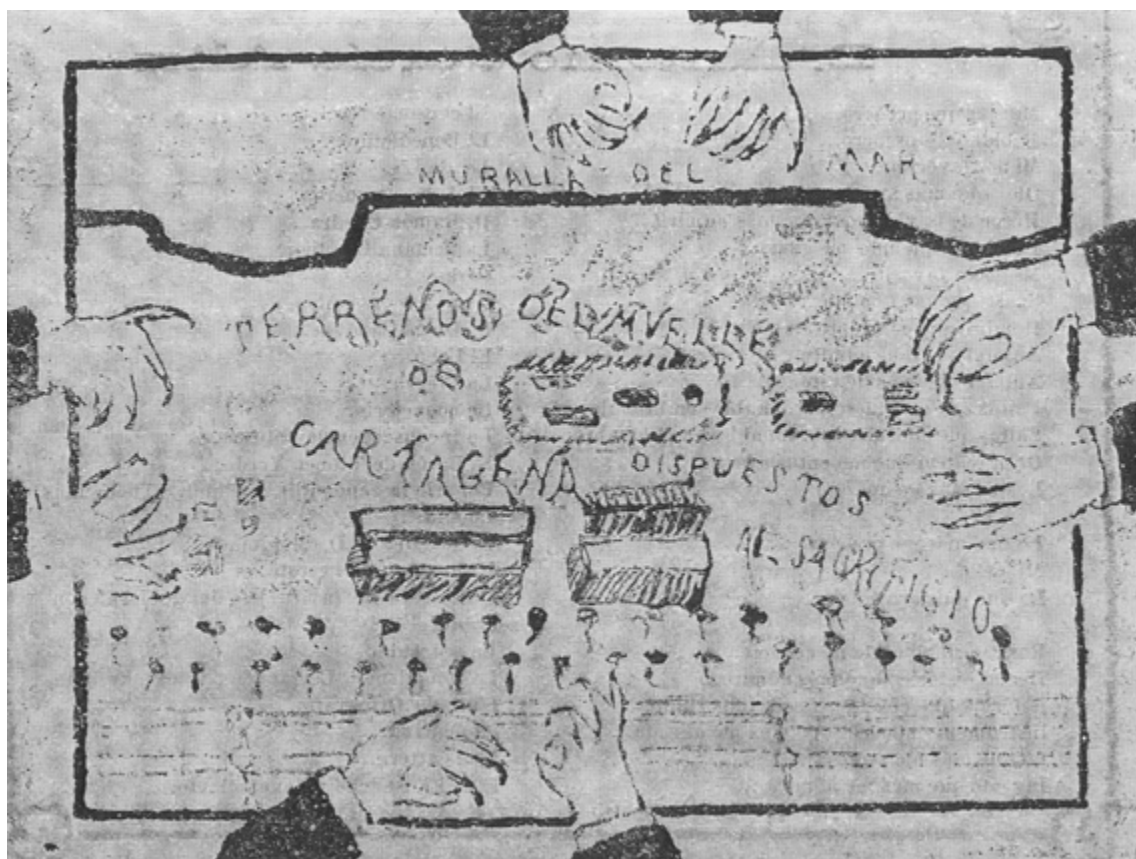 MURALLA DEL MAR
TERRENOS DEL MUELLE
DE
CARTAGENA DISPUESTOS
AL SACRIFICIO